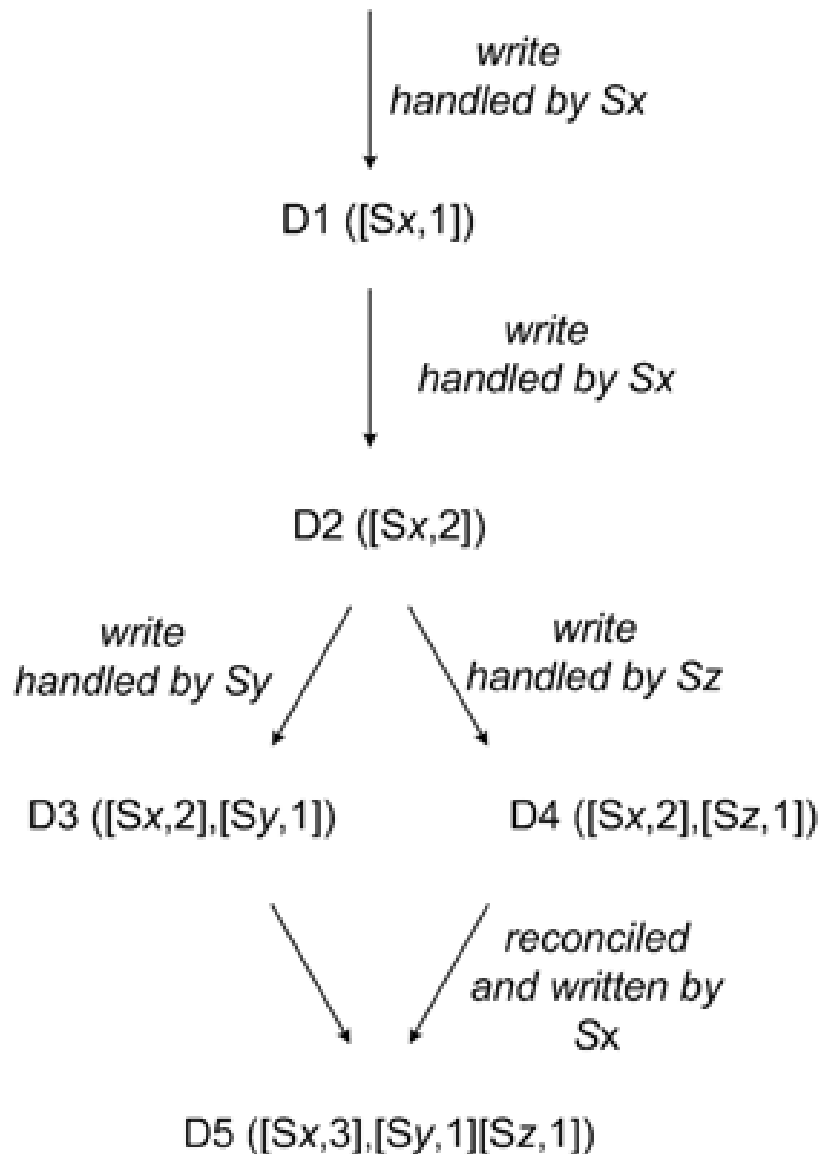 write
handled by Sx
D1 ([Sx,1])
write
handled by Sx
D2 ([Sx,2])
write
handled by Sy
write
handled by Sz
D3 ([Sx,2],[Sy,1])
D4 ([Sx,2],[Sz,1])
reconciled
and written by
Sx
D5 ([Sx,3],[Sy,1][Sz,1])